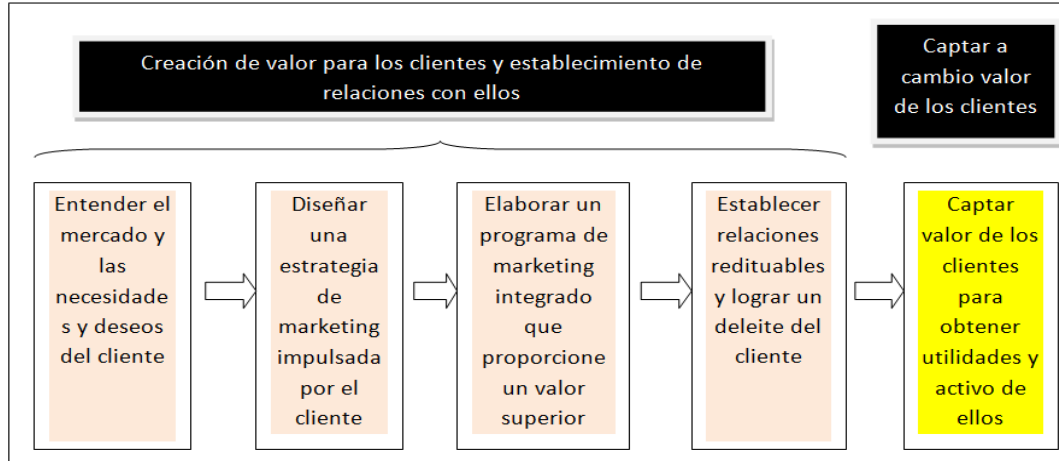 Creación de valor para los clientes y establecimiento de
relaciones con ellos
Captar a
cambio valor
de los clientes
Entender el
mercado y
las
necesidade
s y deseos
del cliente
Diseñar
una
estrategia
de
marketing
impulsada
por el
cliente
Elaborar un
programa de
marketing
integrado
que
proporcione
un valor
superior
Establecer
relaciones
redituables
y lograr un
deleite del
cliente
Captar
valor de los
clientes
para
obtener
utilidades y
activo de
ellos